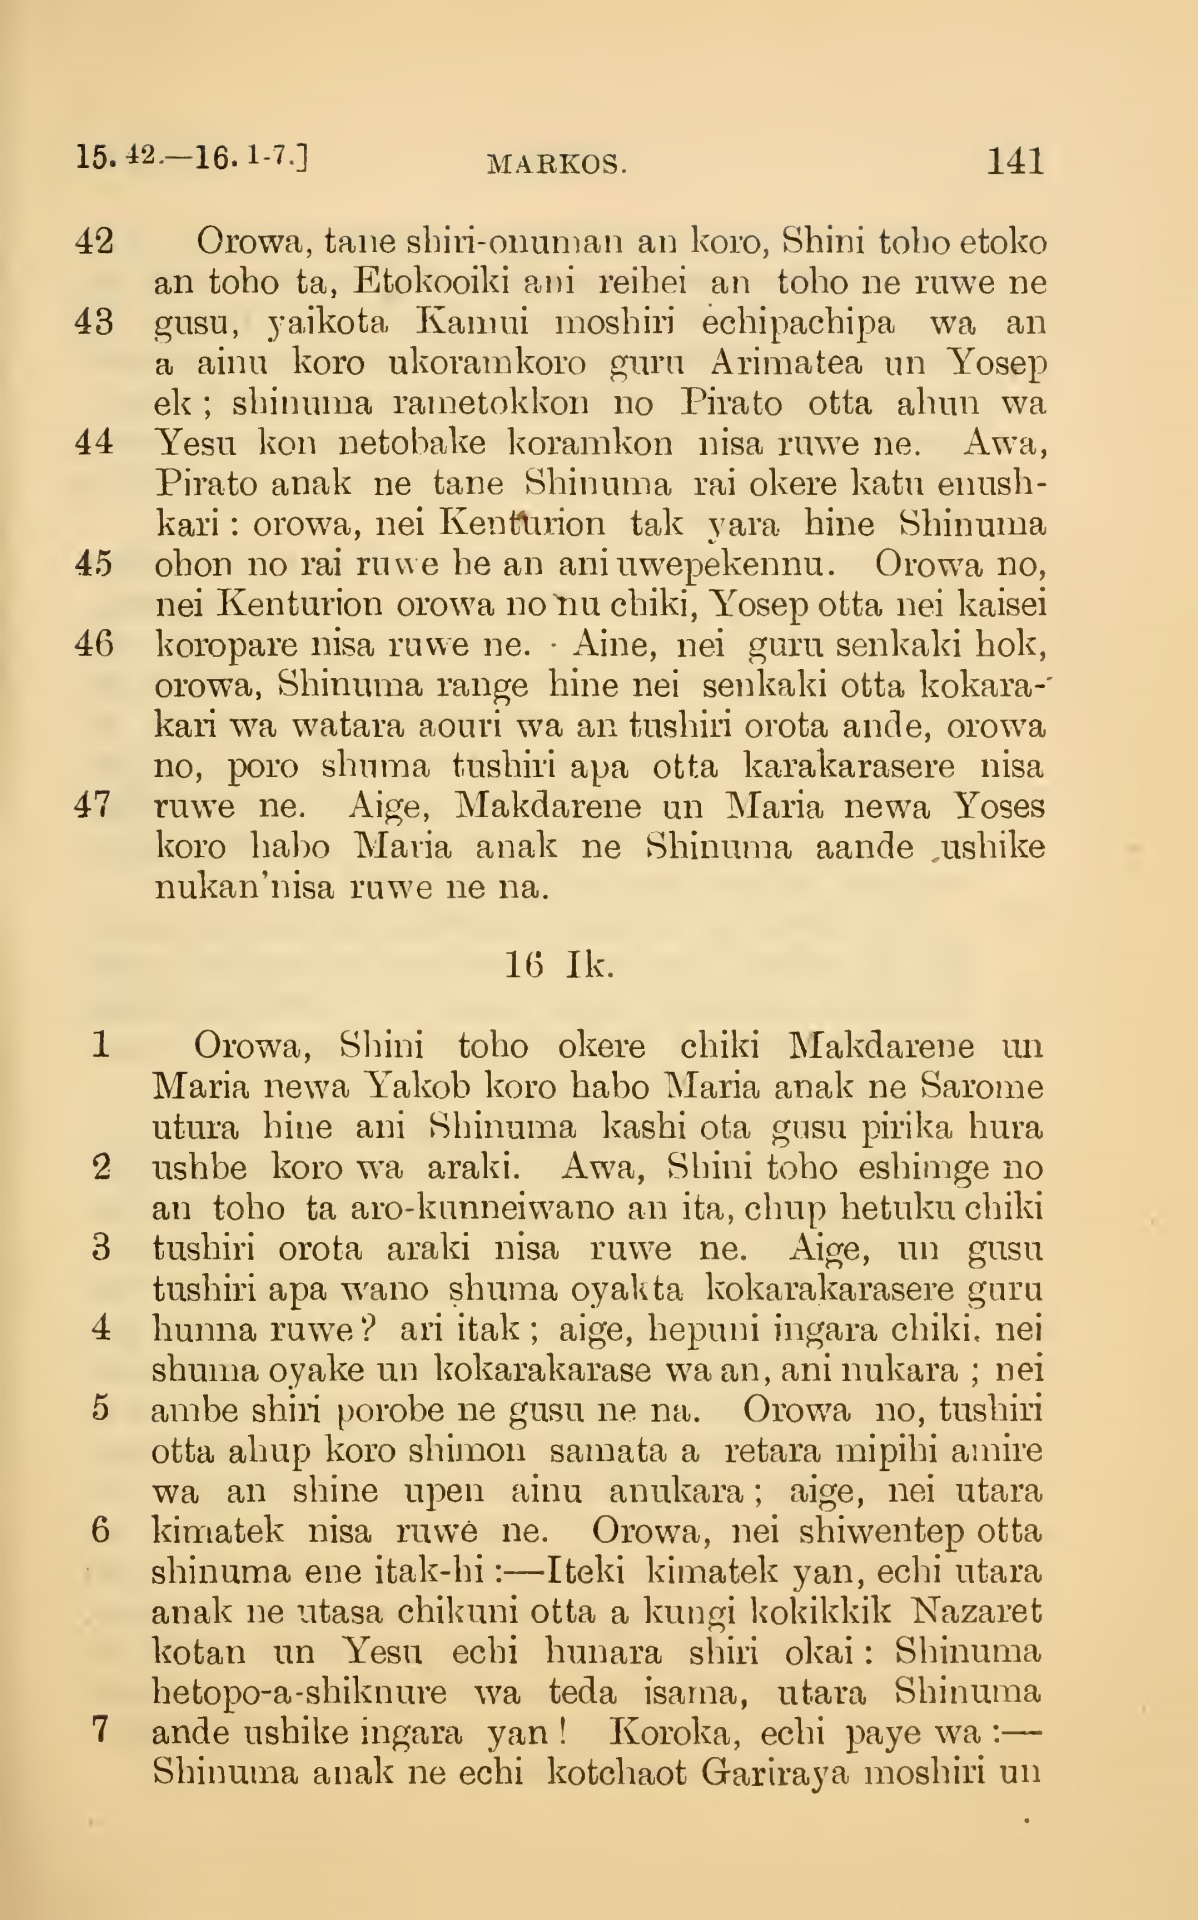 15. 42.—16. 1-7.] MARKOS. 141
42 Orowa, tane shiri-onuman an koro, Shini toho etoko
an toho ta, Etokooiki ani reihei an toho ne ruwe ne
43 gusu, yaikota Kamui moshiri echipachipa wa an
a ainu koro ukoramkoro guru Arimatea un Yosep
ek ; shinuma rametokkon no Pirato otta ahun wa
44 Yesu kon netobake koramkon nisa ruwe ne. Awa,
Pirato anak ne tane Shinuma rai okere katu enush-
kari : orowa, nei Kenturion tak yara hine Shinuma
45 ohon no rai ruwe he an ani uwepekennu. Orowa no,
nei Kenturion orowa no nu chiki, Yosep otta nei kaisei
46 koropare nisa ruwe ne. Aine, nei guru senkaki hok,
orowa, Shinuma range hine nei senkaki otta kokara-
kari wa watara aouri wa an tushiri orota ande, orowa
no, poro shuma tushiri apa otta karakarasere nisa
47 ruwe ne. Aige, Makdarene un Maria newa Yoses
koro habo Maria anak ne Shinuma aande ushike
nukan'nisa ruwe ne na.
16 Ik.
1 Orowa, Shini toho okere chiki Makdarene un
Maria newa Yakob koro habo Maria anak ne Sarome
utura hine ani Shinuma kashi ota gusu pirika hura
2 ushbe koro wa araki. Awa, Shini toho eshimge no
an toho ta aro-kunneiwano an ita, chup hetuku chiki
3 tushiri orota araki nisa ruwe ne. Aige, un gusu
tushiri apa wano shuma oyakta kokarakarasere guru
4 hunna ruwe? ari itak ; aige, hepuni ingara chiki, nei
shuma oyake un kokarakarase wa an, ani nukara ; nei
5 ambe shiri porobe ne gusu ne na. Orowa no, tushiri
otta ahup koro shimon samata a retara mipihi amire
wa an shine upen ainu anukara ; aige, nei utara
6 kimatek nisa ruwe ne. Orowa, nei shiwentep otta
shinuma ene itak-hi :—Iteki kimatek yan, echi utara
anak ne utasa chikuni otta a kungi kokikkik Nazaret
kotan un Yesu echi hunara shiri okai : Shinuma
hetopo-a-shiknure wa teda isama, utara Shinuma
7 ande ushike ingara yan ! Koroka, echi paye wa :—
Shinuma anak ne echi kotchaot Gariraya moshiri un